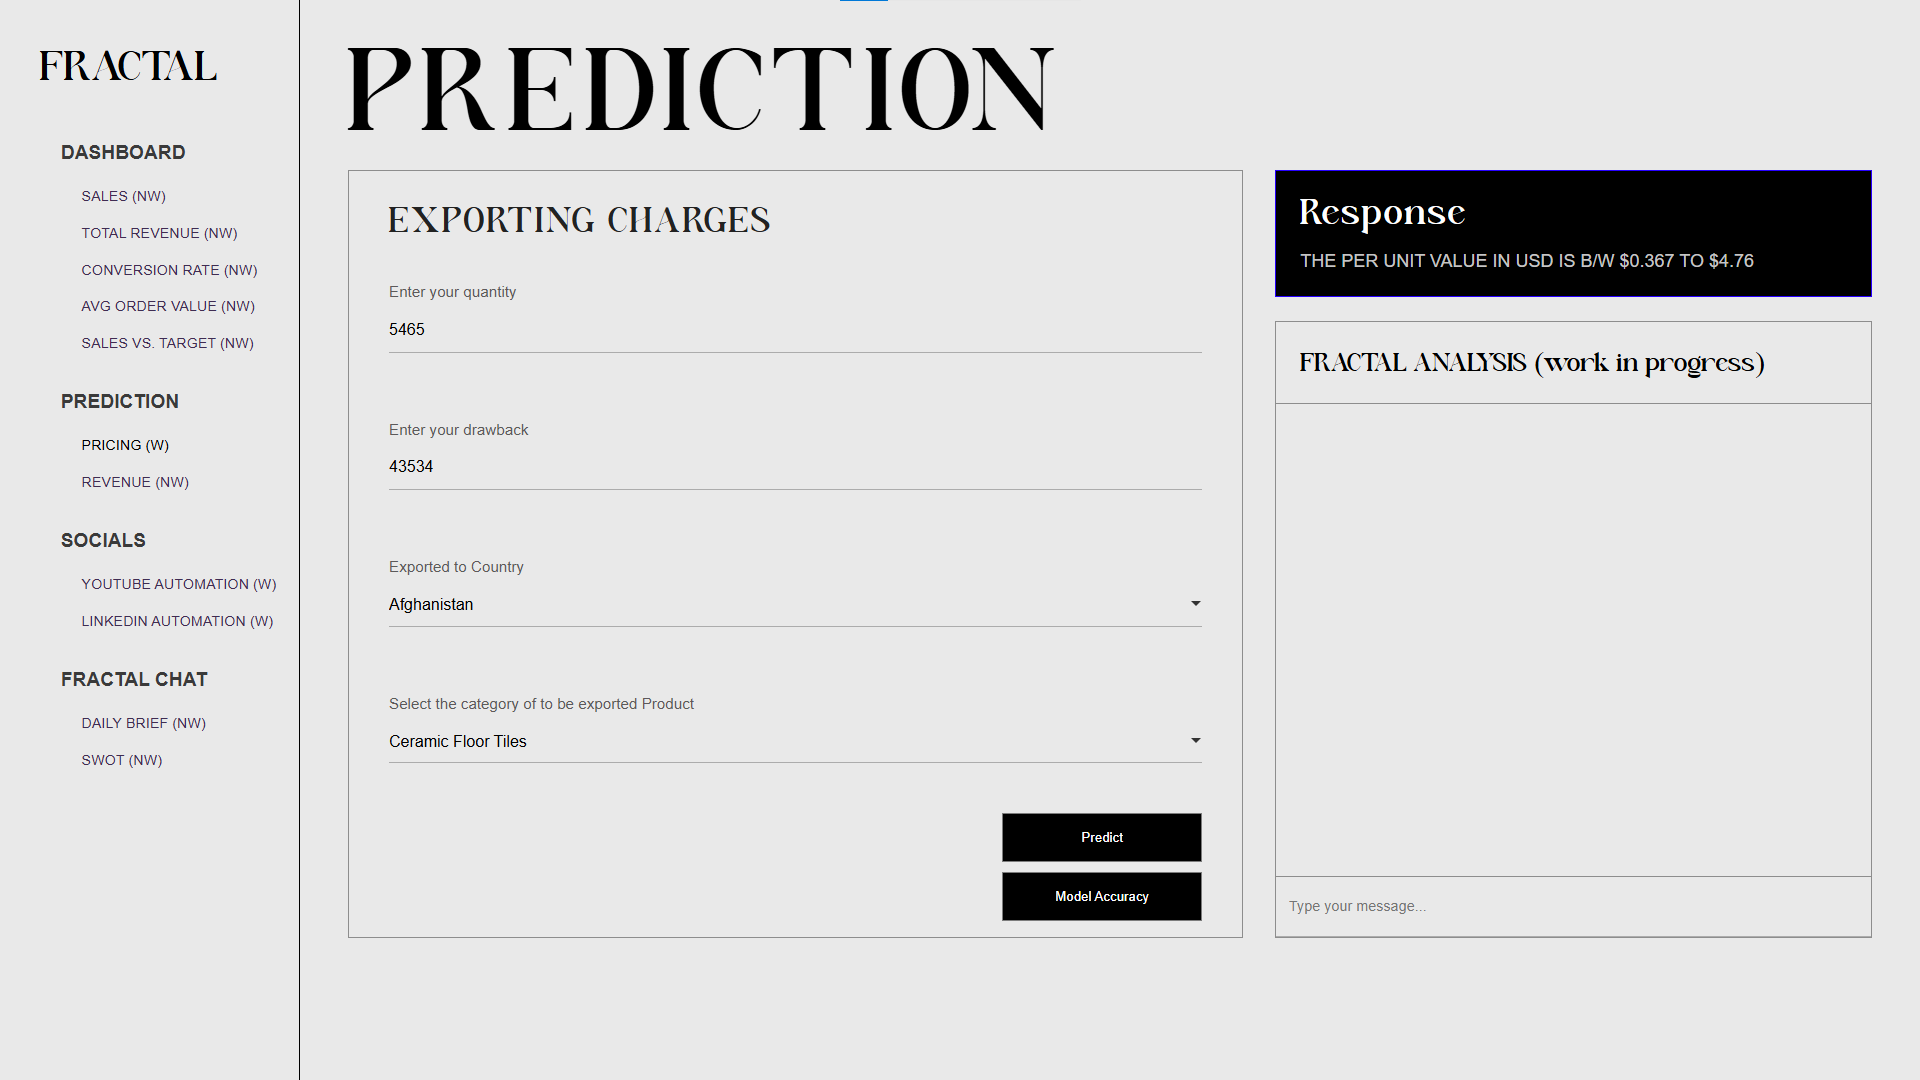 FRACTAL
DASHBOARD
SALES (NW)
TOTAL REVENUE (NW)
CONVERSION RATE (NW)
AVG ORDER VALUE (NW)
SALES VS. TARGET (NW)
PREDICTION
PRICING (W)
REVENUE (NW)
SOCIALS
YOUTUBE AUTOMATION (W)
LINKEDIN AUTOMATION (W)
FRACTAL CHAT
DAILY BRIEF (NW)
SWOT (NW)
PREDICTION
EXPORTING CHARGES
Enter your quantity
5465
Enter your drawback
43534
Exported to Country
Afghanistan
Select the category of to be exported Product
Ceramic Floor Tiles
Predict
Model Accuracy
Response
THE PER UNIT VALUE IN USD IS B/W $0.367 TO $4.76
FRACTAL ANALYSIS (work in progress)
Type your message...